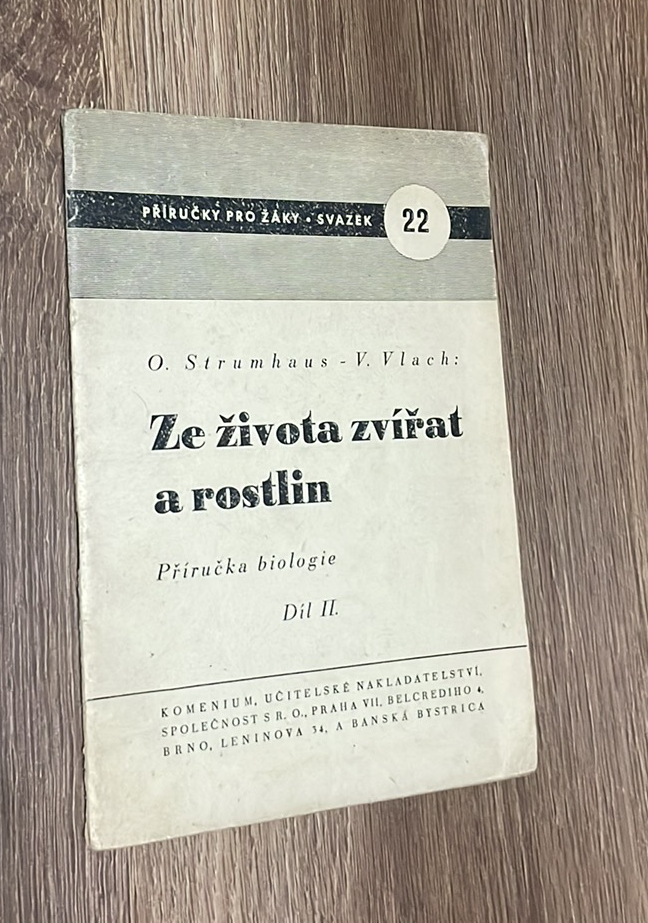 PŘÍRUČKY PRO ŽÁKY • SVAZEK 22
O. Strumhaus - V. Vlach:
Ze života zvířat
a rostlin
Příručka biologie
Díl II.
KOMENIUM, UČITELSKÉ NAKLADATELSTVÍ,
SPOLEČNOST S R. O., PRAHA VII, BELCREDIHO 4,
BRNO, LENINOVA 34, A BANSKÁ BYSTRICA